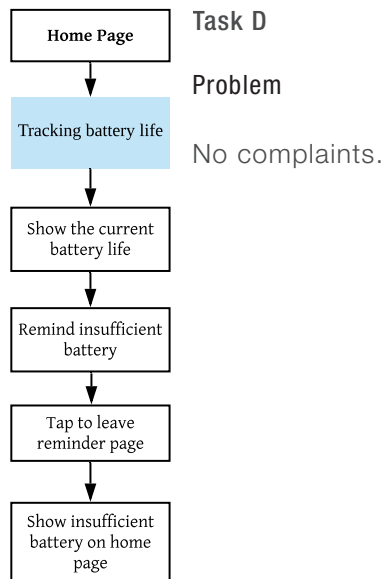 Home Page
Tracking battery life
Show the current
battery life
Remind insufficient
battery
Tap to leave
reminder page
Show insufficient
battery on home
page
Task D
Problem
No complaints.